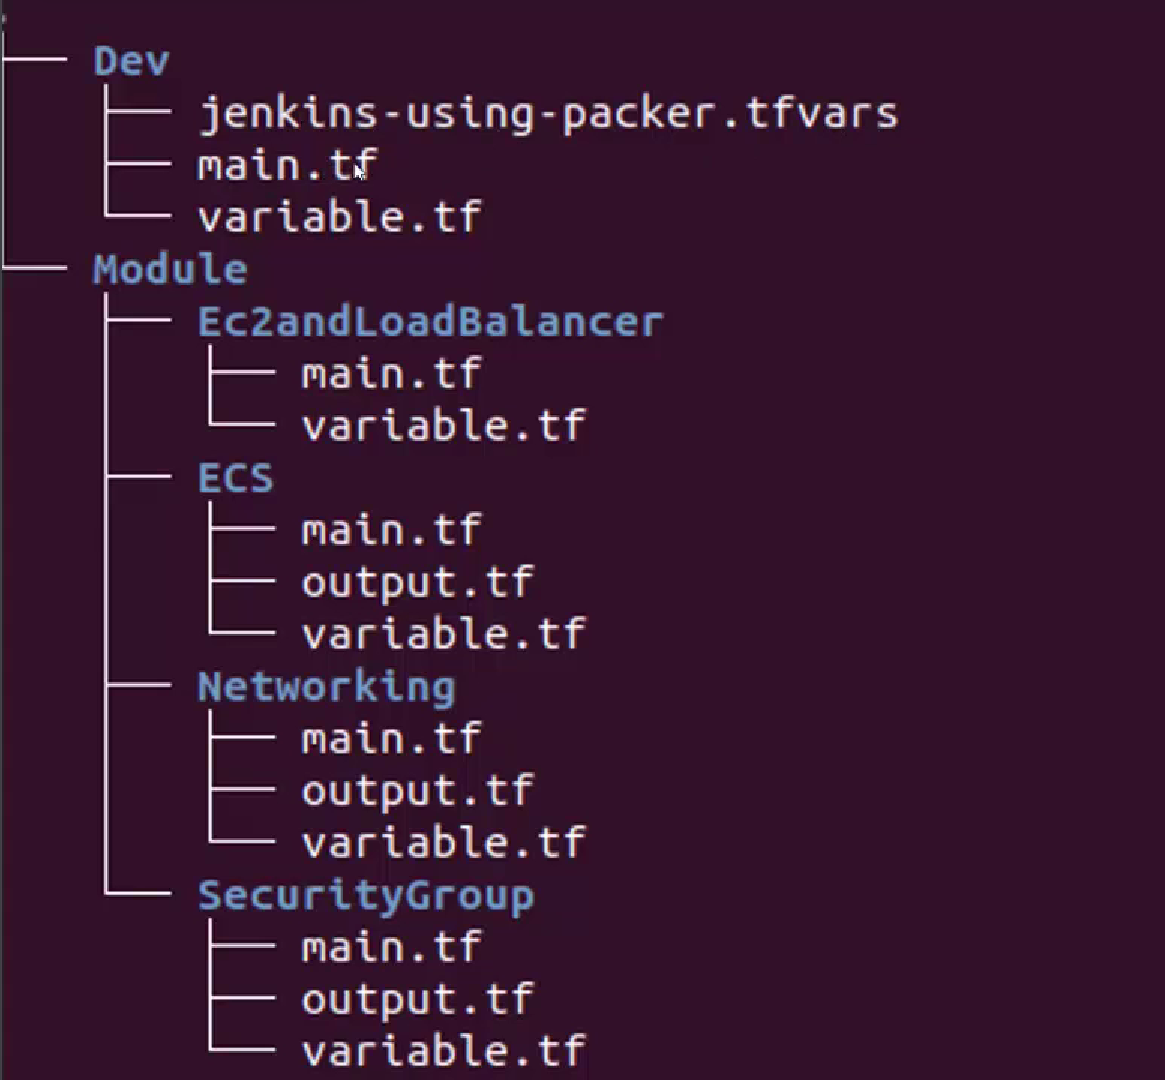 .
Dev
jenkins-using-packer.tfvars
main.tf
variable.tf
Module
Ec2andLoadBalancer
main.tf
variable.tf
ECS
main.tf
output.tf
variable.tf
Networking
main.tf
output.tf
variable.tf
SecurityGroup
main.tf
output.tf
variable.tf